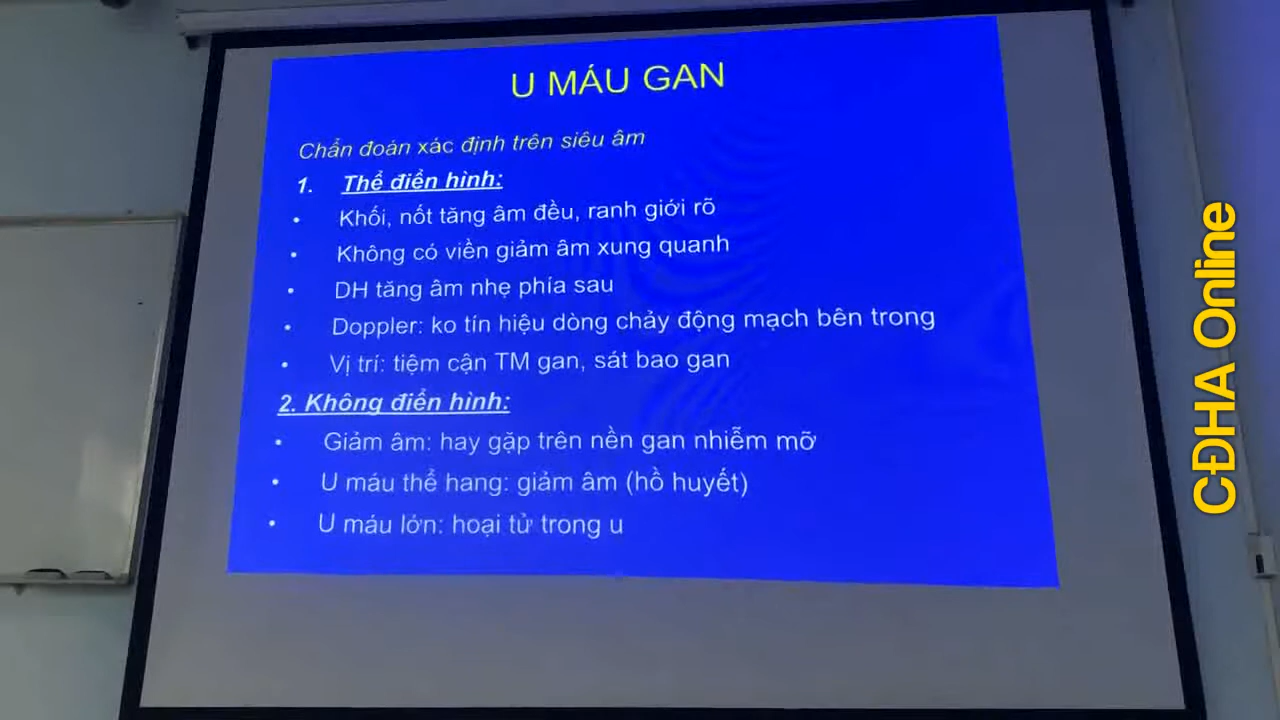 U MÁU GAN
Chẩn đoán xác định trên siêu âm
1. Thể điển hình:
• Khối, nốt tăng âm đều, ranh giới rõ
• Không có viền giảm âm xung quanh
• DH tăng âm nhẹ phía sau
• Doppler: ko tín hiệu dòng chảy động mạch bên trong
• Vị trí: tiệm cận TM gan, sát bao gan
2. Không điển hình:
• Giảm âm: hay gặp trên nền gan nhiễm mỡ
• U máu thể hang: giảm âm (hồ huyết)
• U máu lớn: hoại tử trong u
CĐHA Online